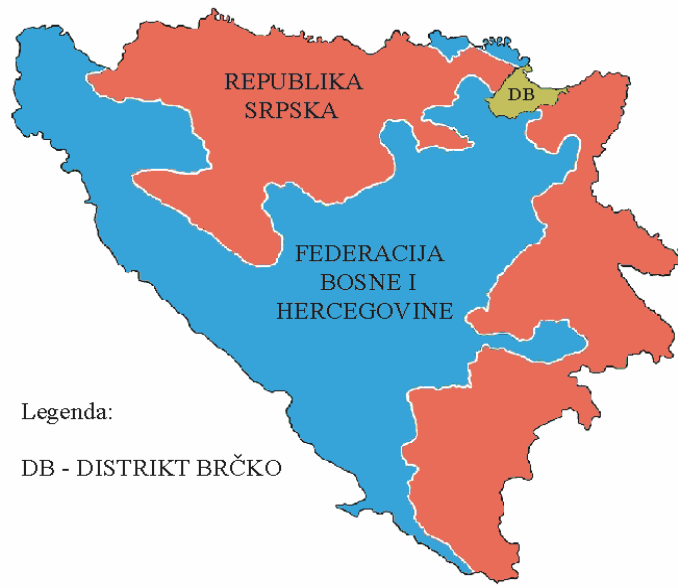 REPUBLIKA
SRPSKA
DB
FEDERACIJA
BOSNE I
HERCEGOVINE
Legenda:
DB - DISTRIKT BRČKO